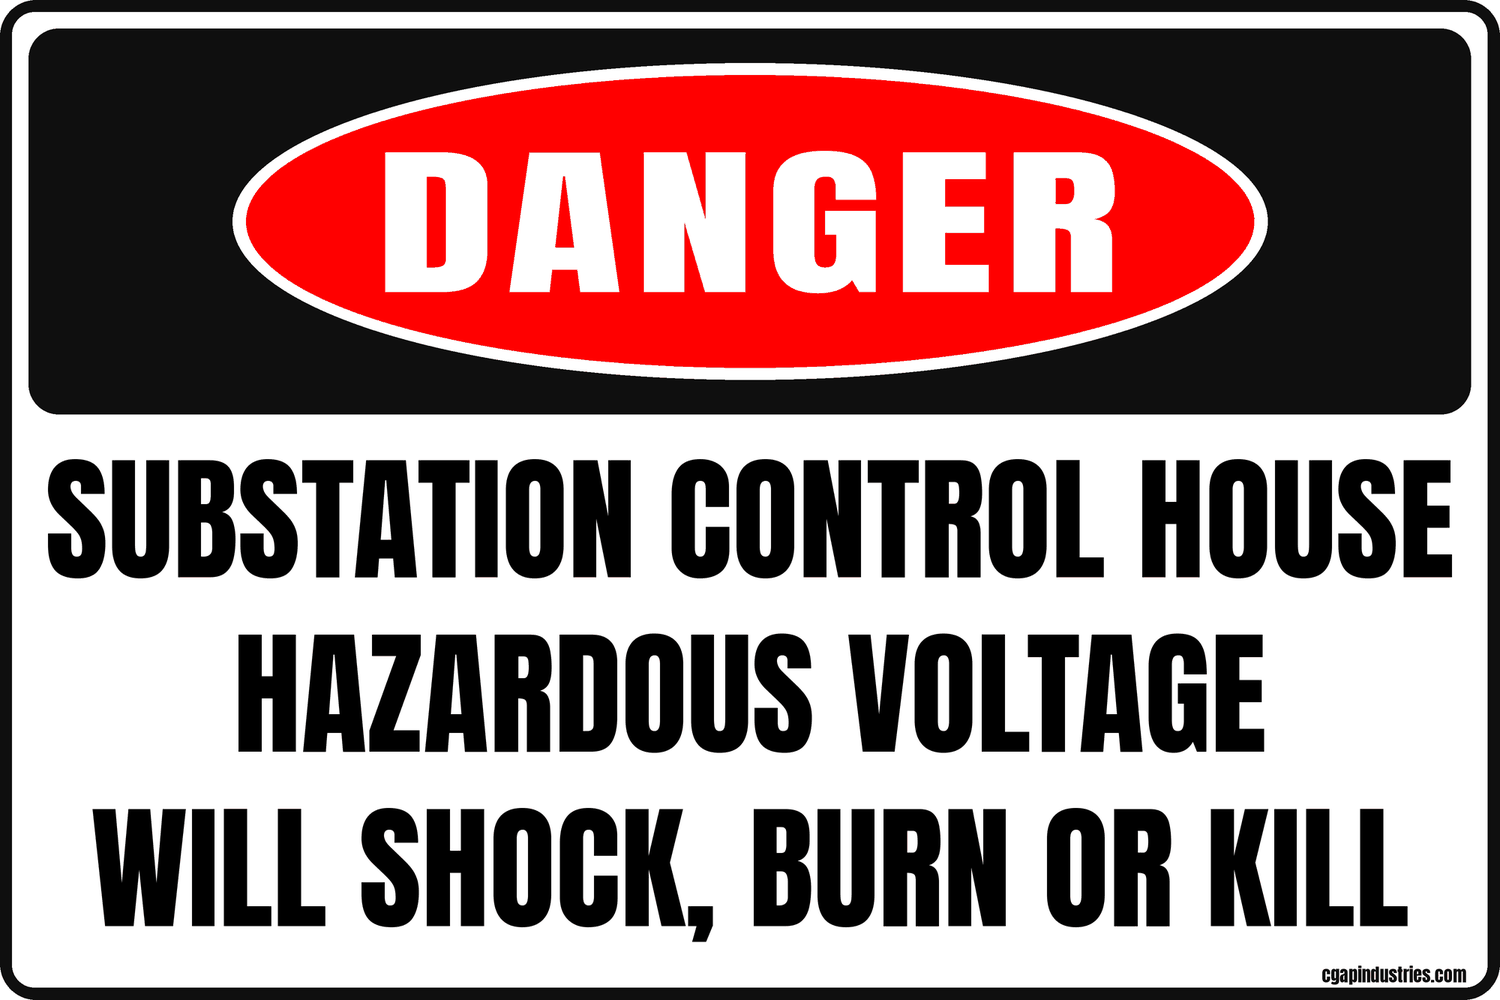 DANGER
SUBSTATION CONTROL HOUSE
HAZARDOUS VOLTAGE
WILL SHOCK, BURN OR KILL
cgapindustries.com